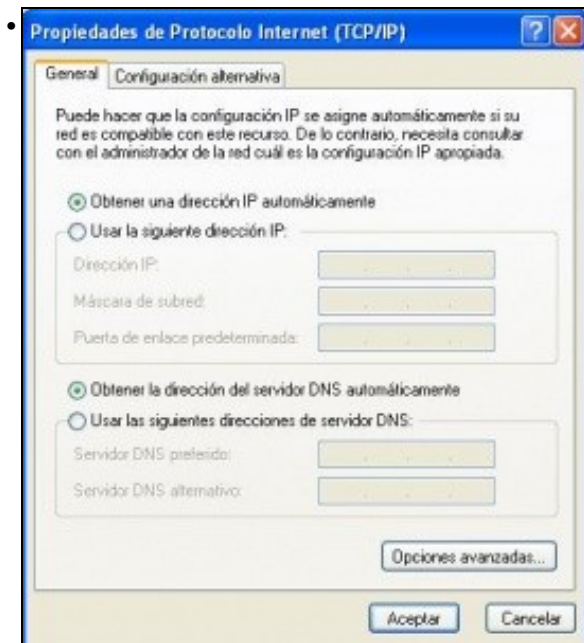 Propiedades de Protocolo Internet (TCP/IP)
General
Configuración alternativa
Puede hacer que la configuración IP se asigne automáticamente si su
red es compatible con este recurso. De lo contrario, necesita consultar
con el administrador de la red cuál es la configuración IP apropiada.
Obtener una dirección IP automáticamente
Usar la siguiente dirección IP:
Dirección IP:
Máscara de subred:
Puerta de enlace predeterminada:
Obtener la dirección del servidor DNS automáticamente
Usar las siguientes direcciones de servidor DNS:
Servidor DNS preferido:
Servidor DNS alternativo:
Opciones avanzadas...
Aceptar
Cancelar